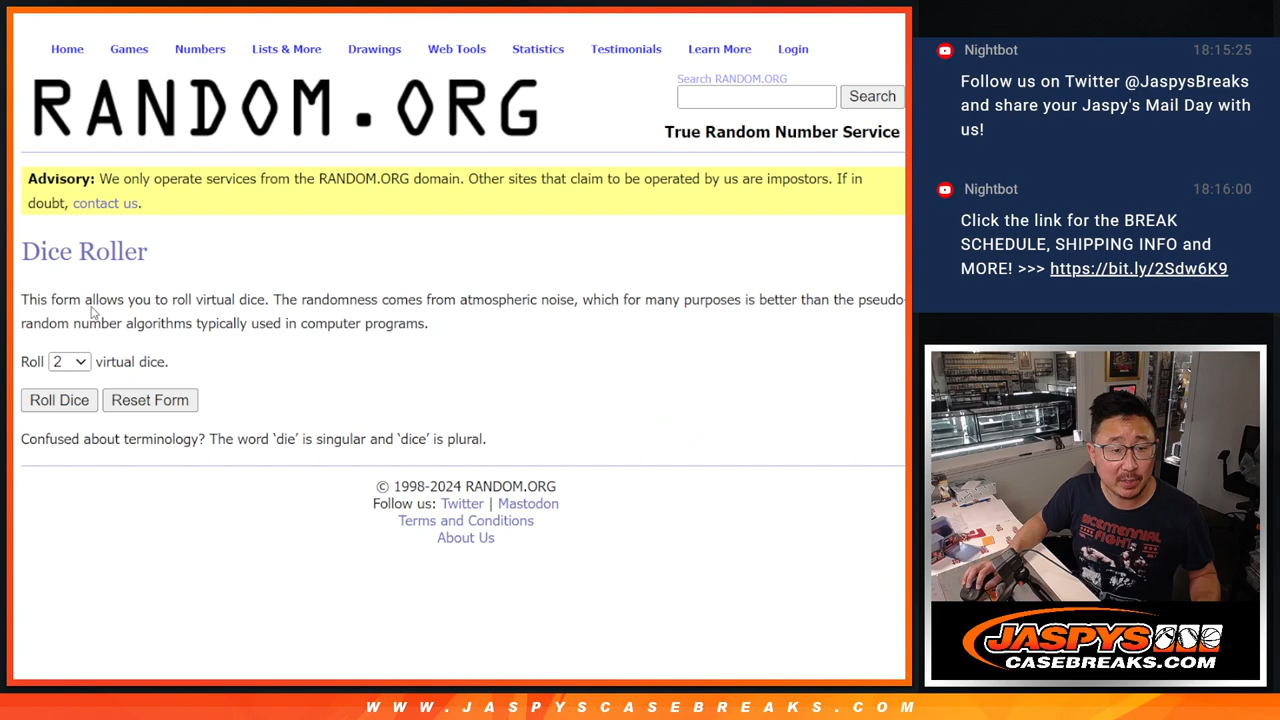 Home Games Numbers Lists & More Drawings Web Tools Statistics Testimonials Learn More Login
RANDOM.ORG
Search RANDOM.ORG
Search
True Random Number Service
Advisory: We only operate services from the RANDOM.ORG domain. Other sites that claim to be operated by us are impostors. If in
doubt, contact us.
Dice Roller
This form allows you to roll virtual dice. The randomness comes from atmospheric noise, which for many purposes is better than the pseudo-
random number algorithms typically used in computer programs.
Roll 2 virtual dice.
Roll Dice Reset Form
Confused about terminology? The word ‘die’ is singular and ‘dice’ is plural.
© 1998-2024 RANDOM.ORG
Follow us: Twitter | Mastodon
Terms and Conditions
About Us
Nightbot 18:15:25
Follow us on Twitter @JaspysBreaks
and share your Jaspy's Mail Day with
us!
Nightbot 18:16:00
Click the link for the BREAK
SCHEDULE, SHIPPING INFO and
MORE! >>> https://bit.ly/2Sdw6K9
BICENTENNIAL
FIGHT
JASPYS
CASEBREAKS.COM
WWW.JASPYSCASEBREAKS.COM